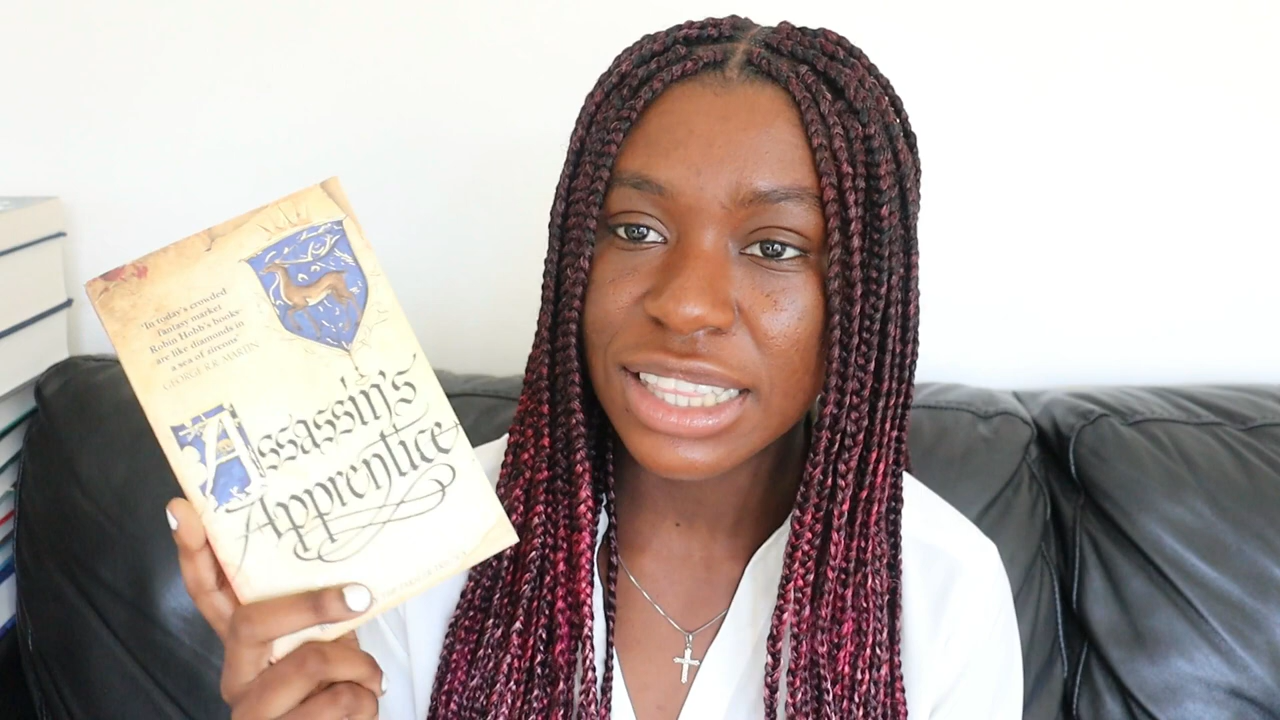 'In today's crowded
fantasy market
Robin Hobb's books
are like diamonds in
a sea of zircons'
GEORGE R.R. MARTIN
Assassin's
Apprentice